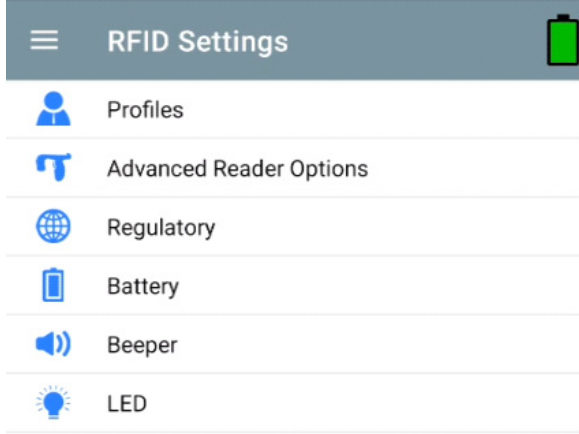 RFID Settings
Profiles
Advanced Reader Options
Regulatory
Battery
Beeper
LED